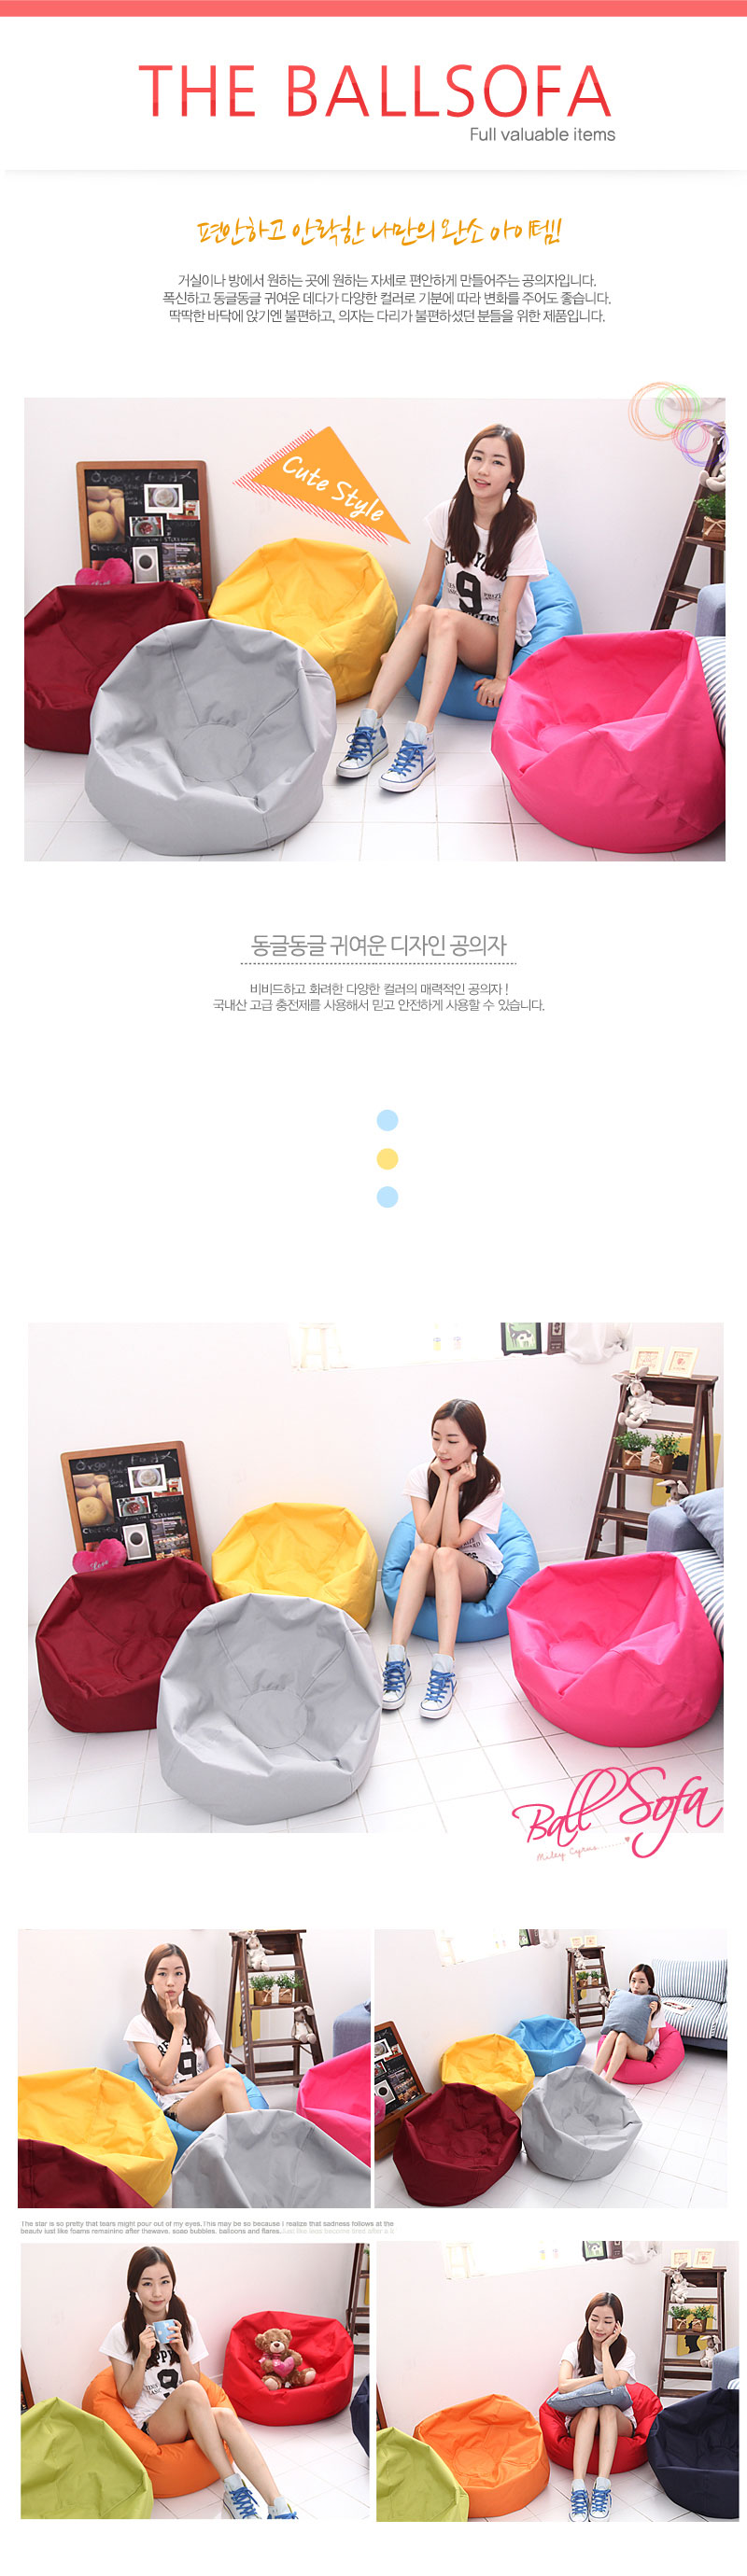 THE BALLSOFA
Full valuable items
편안하고 안락한 나만의 완소 아이템!
거실이나 방에서 원하는 곳에 원하는 자세로 편안하게 만들어주는 공의자입니다.
폭신하고 동글동글 귀여운 데다가 다양한 컬러로 기분에 따라 변화를 주어도 좋습니다.
딱딱한 바닥에 앉기엔 불편하고, 의자는 다리가 불편하셨던 분들을 위한 제품입니다.
Cute Style
Love
9
동글동글 귀여운 디자인 공의자
비비드하고 화려한 다양한 컬러의 매력적인 공의자 !
국내산 고급 충전제를 사용해서 믿고 안전하게 사용할 수 있습니다.
Love
Ball Sofa
Miley Cyrus........
9
The star is so pretty that tears might pour out of my eyes.This may be so because I realize that sadness follows at the
beauty just like foams remaining after thewave, soap bubbles, balloons and flares.
9